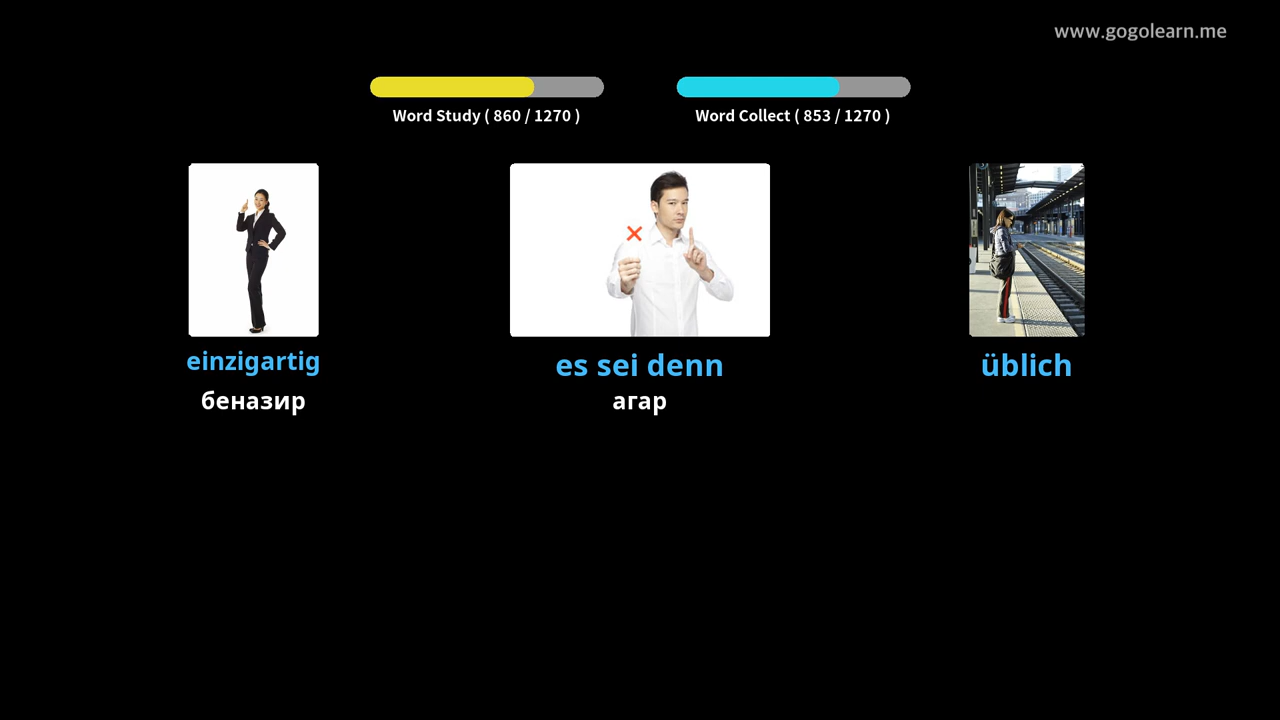 www.gogolearn.me
Word Study ( 860 / 1270 )
Word Collect ( 853 / 1270 )
einzigartig
беназир
es sei denn
агар
üblich